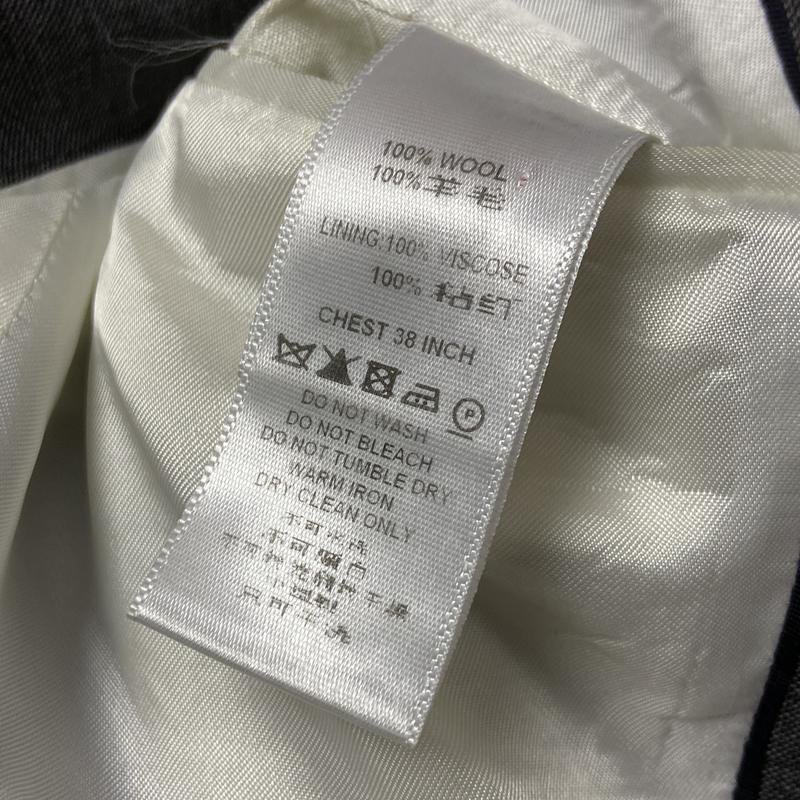 100% WOOL
100% 羊毛
LINING:100% VISCOSE
100% 粘纤
CHEST 38 INCH
P
DO NOT WASH
DO NOT BLEACH
DO NOT TUMBLE DRY
WARM IRON
DRY CLEAN ONLY